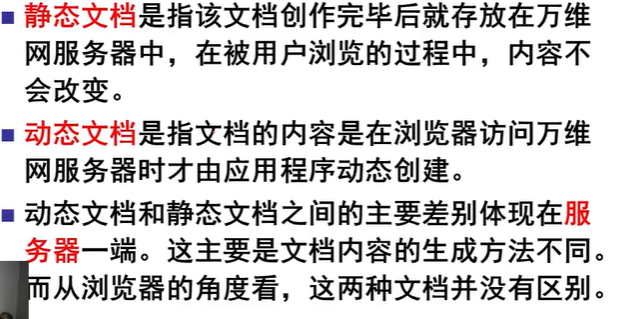 静态文档是指该文档创作完毕后就存放在万维
网服务器中，在被用户浏览的过程中，内容不
会改变。
动态文档是指文档的内容是在浏览器访问万维
网服务器时才由应用程序动态创建。
动态文档和静态文档之间的主要差别体现在服
务器一端。这主要是文档内容的生成方法不同。
而从浏览器的角度看，这两种文档并没有区别。